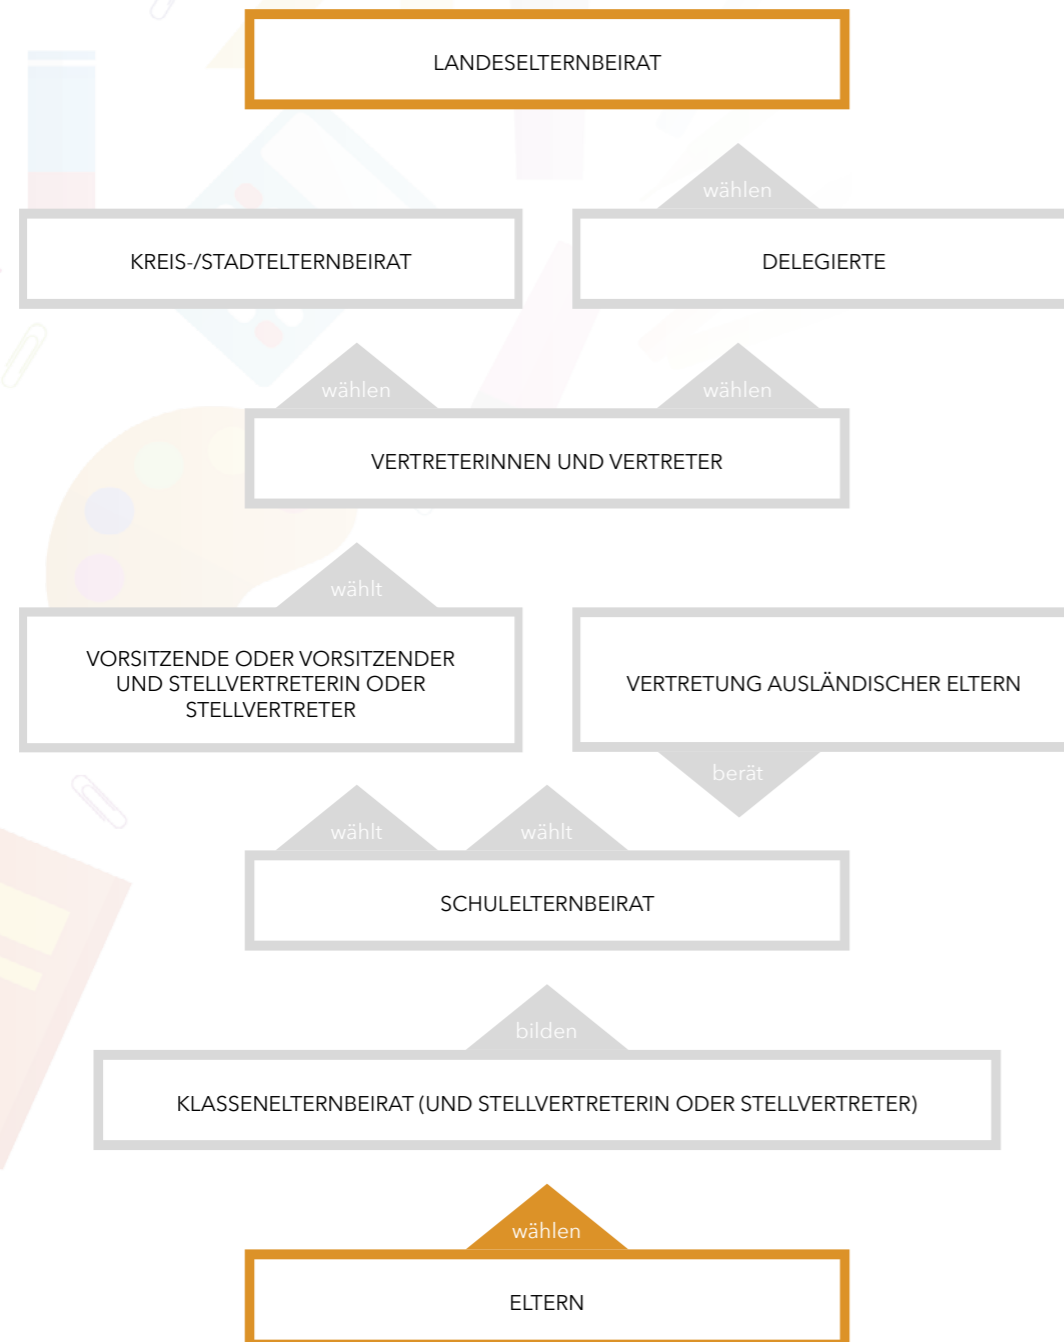 LANDESELTERNBEIRAT
wählen
KREIS-/STADTELTERNBEIRAT
DELEGIERTE
wählen
wählen
VERTRETERINNEN UND VERTRETER
wählt
VORSITZENDE ODER VORSITZENDER
UND STELLVERTRETERIN ODER
STELLVERTRETER
VERTRETUNG AUSLÄNDISCHER ELTERN
berät
wählt
wählt
SCHULELTERNBEIRAT
bilden
KLASSENELTERNBEIRAT (UND STELLVERTRETERIN ODER STELLVERTRETER)
wählen
ELTERN